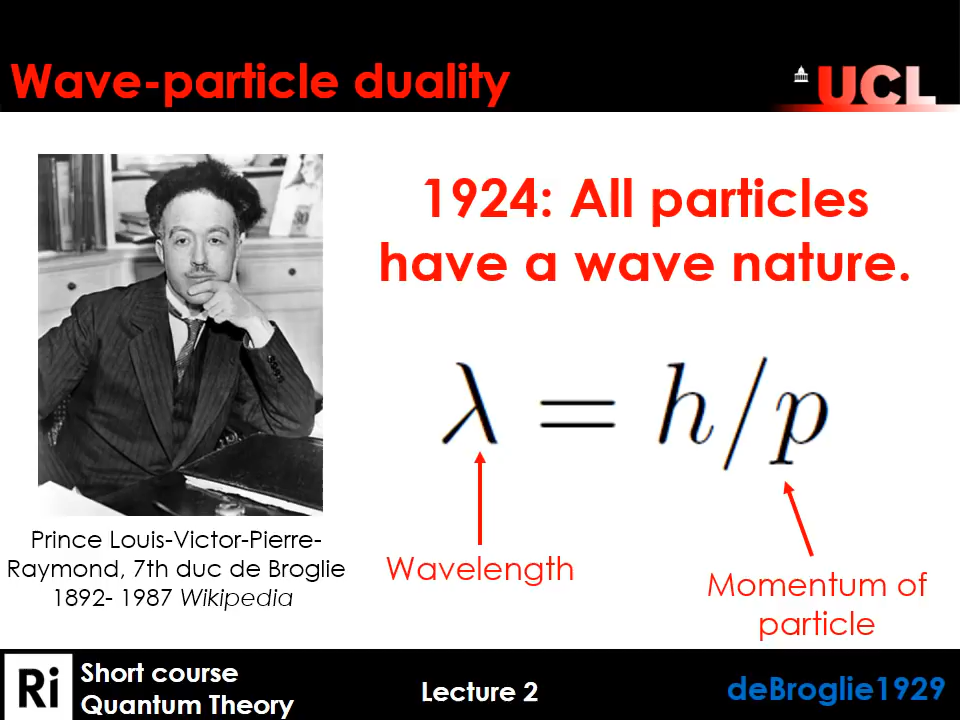 Wave-particle duality
UCL
1924: All particles
have a wave nature.
λ = h/p
Wavelength
Momentum of
particle
Prince Louis-Victor-Pierre-
Raymond, 7th duc de Broglie
1892- 1987 Wikipedia
Ri
Short course
Quantum Theory
Lecture 2
deBroglie1929